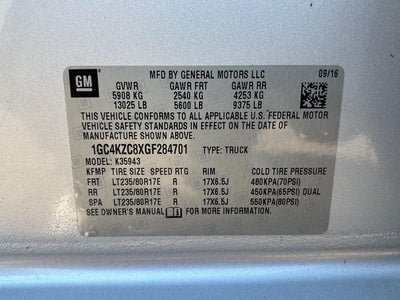 GM
MFD BY GENERAL MOTORS LLC 09/16
GVWR GAWR FRT GAWR RR
5908 KG 2540 KG 4253 KG
13025 LB 5600 LB 9375 LB
THIS VEHICLE CONFORMS TO ALL APPLICABLE U.S. FEDERAL MOTOR
VEHICLE SAFETY STANDARDS IN EFFECT ON THE DATE OF
MANUFACTURE SHOWN ABOVE.
1GC4KZC8XGF284701 TYPE: TRUCK
MODEL: K35943
KFMP TIRE SIZE SPEED RTG RIM COLD TIRE PRESSURE
FRT LT235/80R17E R 17X6.5J 480KPA(70PSI)
RR LT235/80R17E R 17X6.5J 450KPA(65PSI) DUAL
SPA LT235/80R17E R 17X6.5J 550KPA(80PSI)
SEE OWNER'S MANUAL FOR ADDITIONAL INFORMATION.